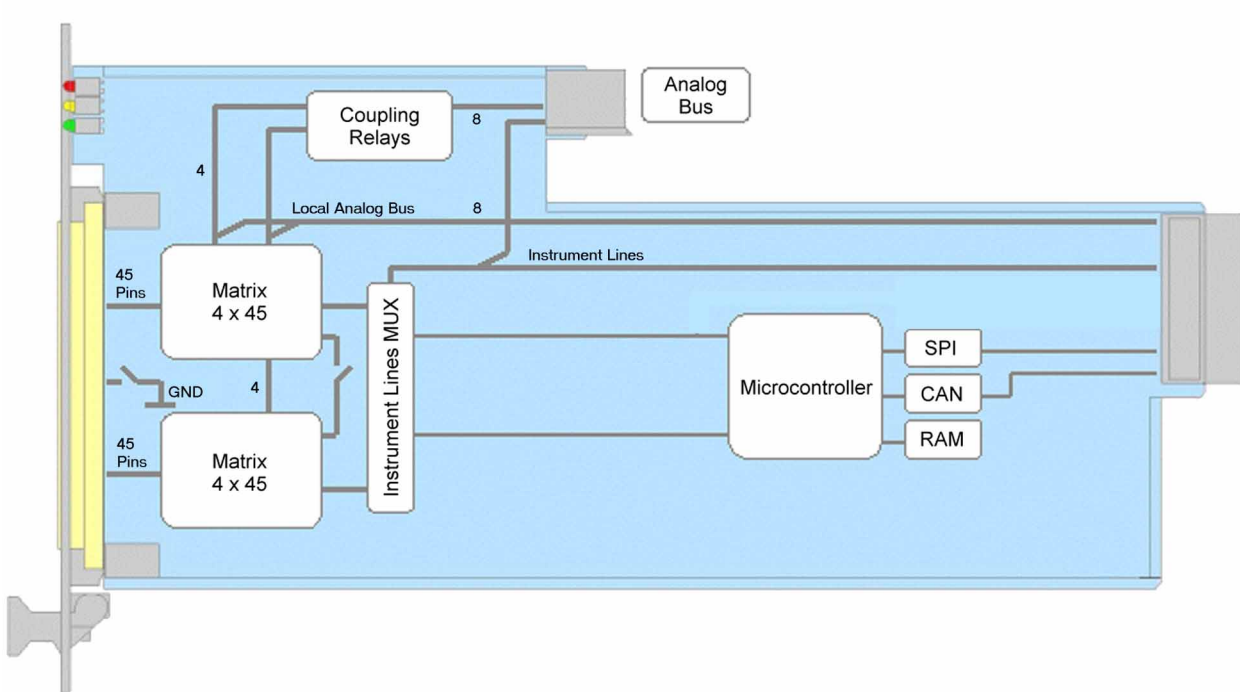 Analog
Bus
Coupling
Relays
8
4
Local Analog Bus
8
Instrument Lines
45
Pins
Matrix
4 x 45
Instrument Lines MUX
SPI
Microcontroller
CAN
GND
4
RAM
45
Pins
Matrix
4 x 45